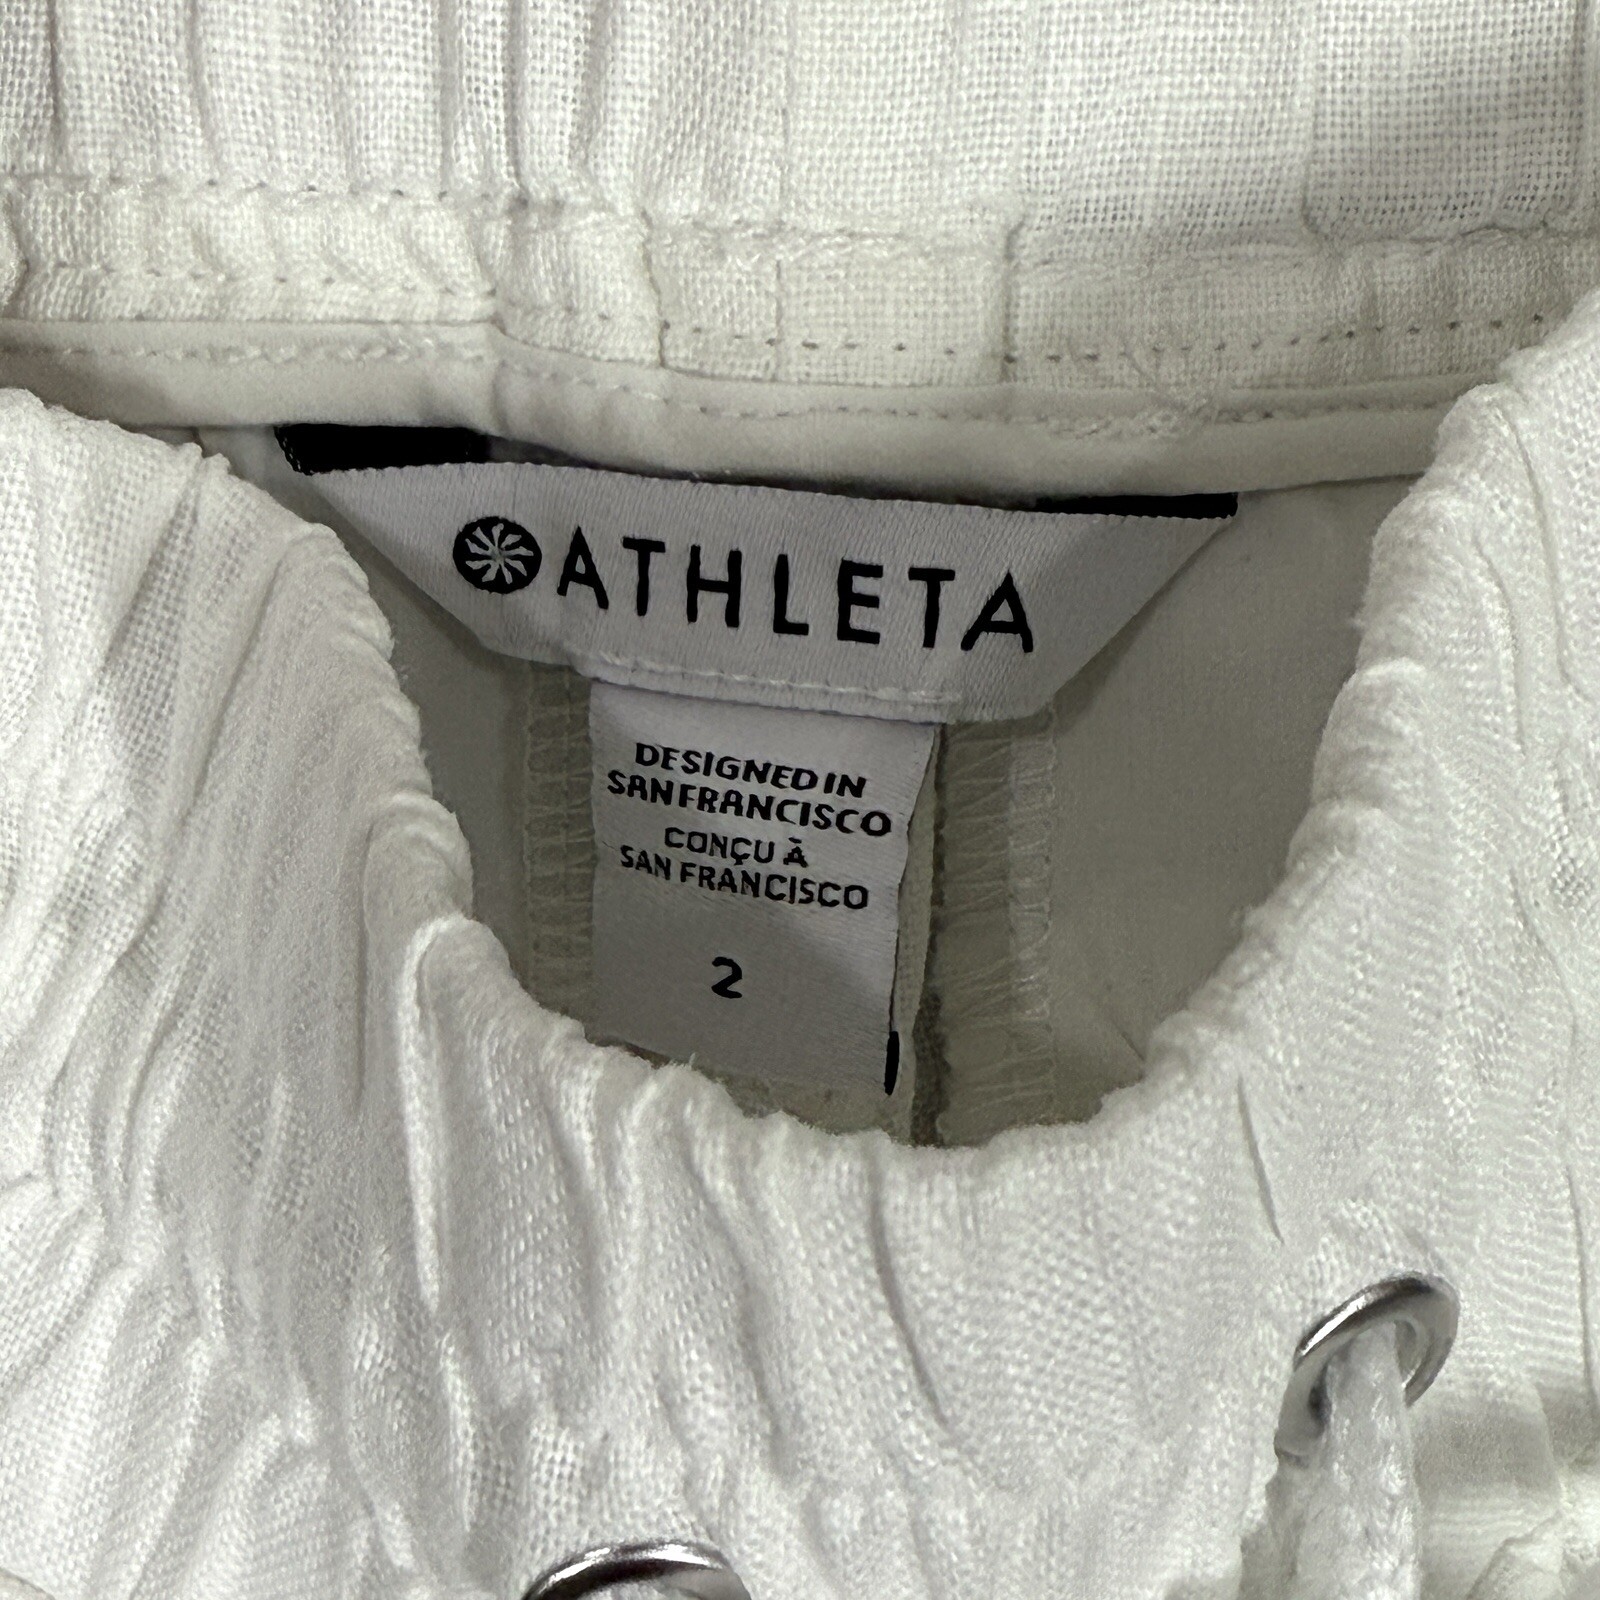 ATHLETA
DESIGNED IN
SAN FRANCISCO
CONÇU À
SAN FRANCISCO
2